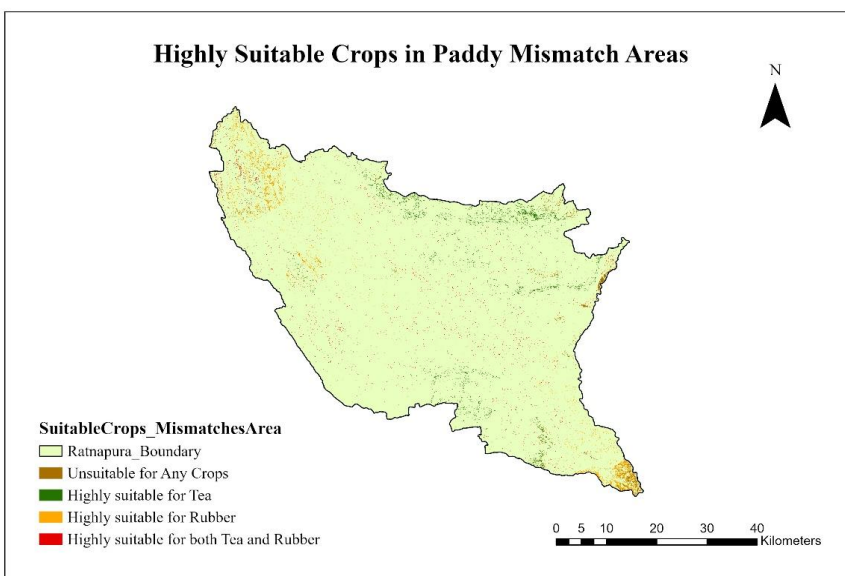 Highly Suitable Crops in Paddy Mismatch Areas
N
SuitableCrops_MismatchesArea
Ratnapura_Boundary
Unsuitable for Any Crops
Highly suitable for Tea
Highly suitable for Rubber
Highly suitable for both Tea and Rubber
0 5 10 20 30 40
Kilometers